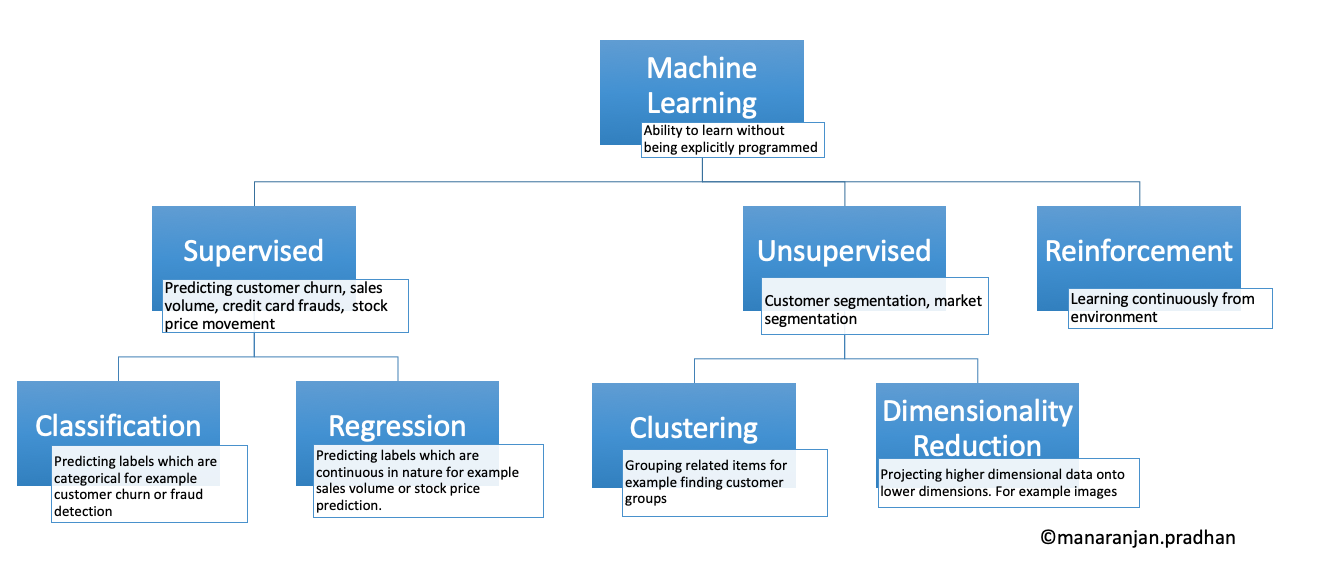 Machine
Learning
Ability to learn without
being explicitly programmed
Supervised
Predicting customer churn, sales
volume, credit card frauds, stock
price movement
Unsupervised
Customer segmentation, market
segmentation
Reinforcement
Learning continuously from
environment
Classification
Predicting labels which are
categorical for example
customer churn or fraud
detection
Regression
Predicting labels which are
continuous in nature for example
sales volume or stock price
prediction.
Clustering
Grouping related items for
example finding customer
groups
Dimensionality
Reduction
Projecting higher dimensional data onto
lower dimensions. For example images
©manaranjan.pradhan